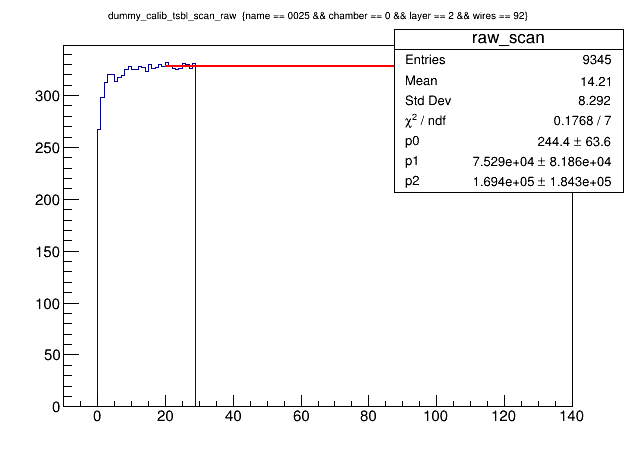 dummy_calib_tsbl_scan_raw {name == 0025 && chamber == 0 && layer == 2 && wires == 92}
raw_scan
Entries 9345
Mean 14.21
Std Dev 8.292
χ² / ndf 0.1768 / 7
p0 244.4 ± 63.6
p1 7.529e+04 ± 8.186e+04
p2 1.694e+05 ± 1.843e+05
300
250
200
150
100
50
0
0 20 40 60 80 100 120 140